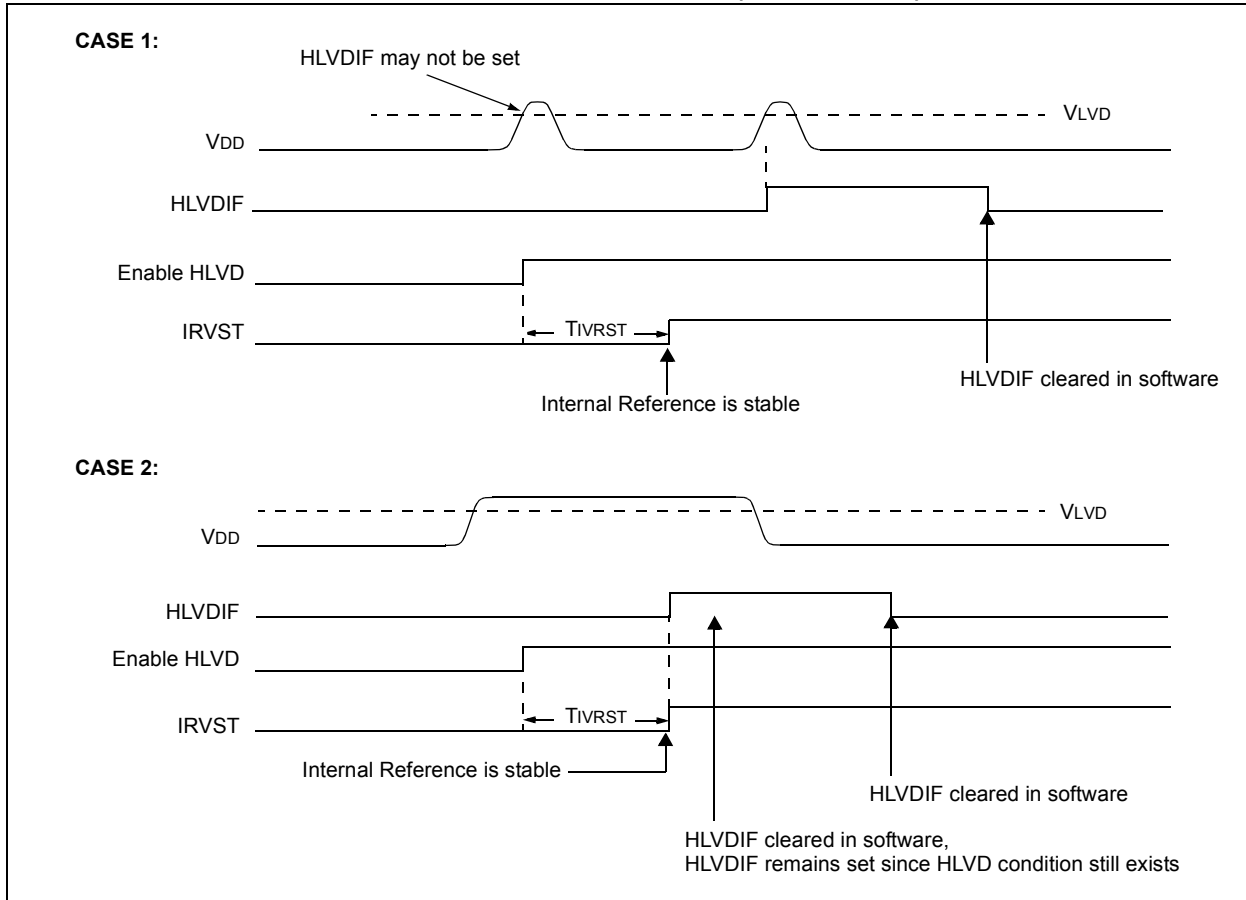 CASE 1:
HLVDIF may not be set
VLVD
VDD
HLVDIF
Enable HLVD
TIVRST
IRVST
HLVDIF cleared in software
Internal Reference is stable
CASE 2:
VLVD
VDD
HLVDIF
Enable HLVD
TIVRST
IRVST
Internal Reference is stable
HLVDIF cleared in software
HLVDIF cleared in software,
HLVDIF remains set since HLVD condition still exists